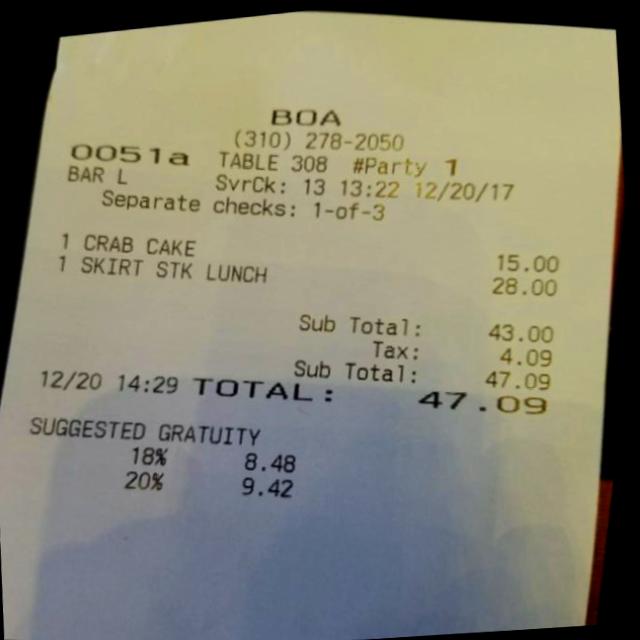 BOA
(310) 278-2050
0051a TABLE 308 #Party 1
BAR L SvrCk: 13 13:22 12/20/17
Separate checks: 1-of-3
1 CRAB CAKE 15.00
1 SKIRT STK LUNCH 28.00
Sub Total: 43.00
Tax: 4.09
Sub Total: 47.09
12/20 14:29 TOTAL: 47.09
SUGGESTED GRATUITY
18% 8.48
20% 9.42